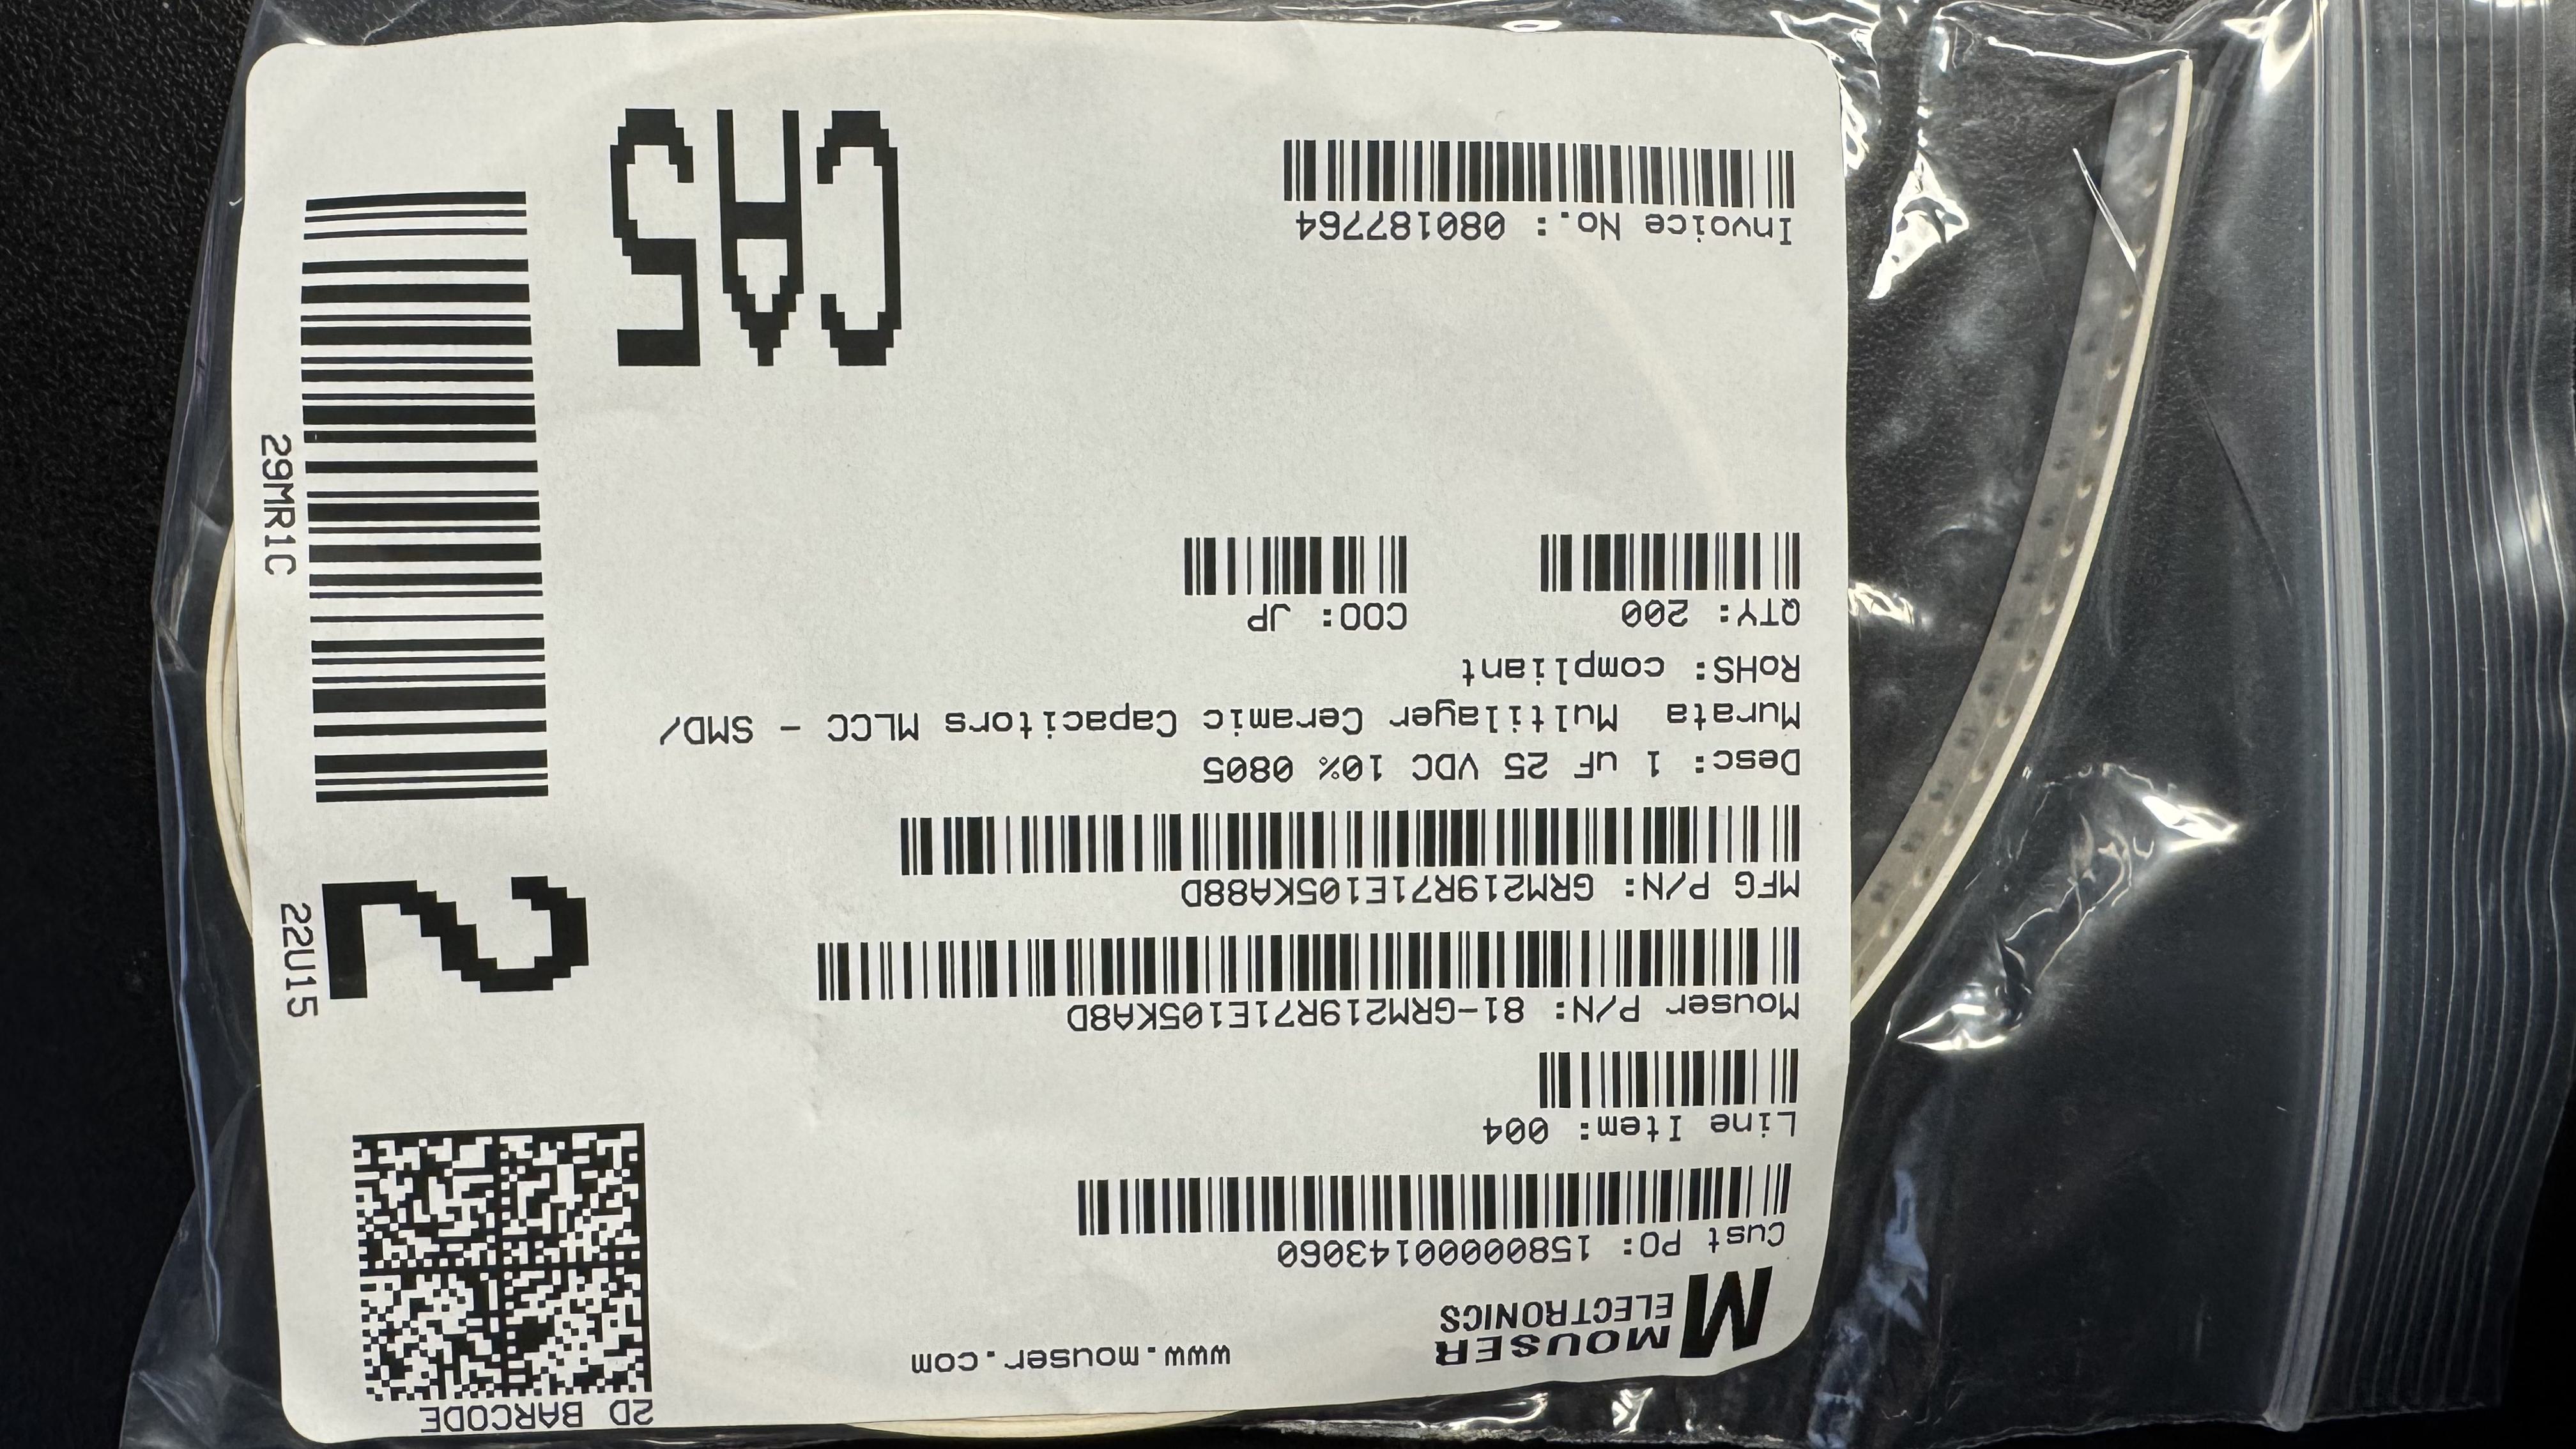 MOUSER
ELECTRONICS
www.mouser.com
2D BARCODE
Cust PO: 1580000143060
Line Item: 004
Mouser P/N: 81-GRM219R71E105KA8D
MFG P/N: GRM219R71E105KA88D
Desc: 1 uF 25 VDC 10% 0805
Murata Multilayer Ceramic Capacitors MLCC - SMD/
RoHS: compliant
QTY: 200 COO: JP
Invoice No.: 080187764
CA5
2
22U15
29MR1C